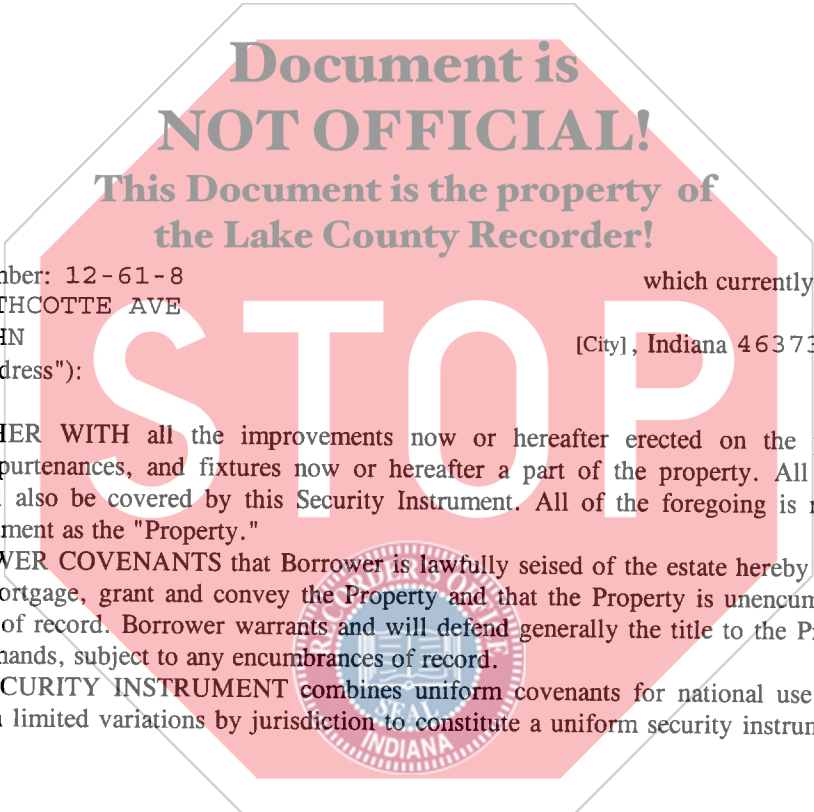 Document is
NOT OFFICIAL!
This Document is the property of
the Lake County Recorder!
nber: 12-61-8 which currently
THCOTTE AVE
HN [City], Indiana 46373
dress"):
STOP
HER WITH all the improvements now or hereafter erected on the
purtenances, and fixtures now or hereafter a part of the property. All
also be covered by this Security Instrument. All of the foregoing is
ment as the "Property."
WER COVENANTS that Borrower is lawfully seised of the estate hereby
ortgage, grant and convey the Property and that the Property is unencum
of record. Borrower warrants and will defend generally the title to the P
nands, subject to any encumbrances of record.
CURITY INSTRUMENT combines uniform covenants for national use
limited variations by jurisdiction to constitute a uniform security instrun
RECORDER'S OFFICE
SEAL
INDIANA